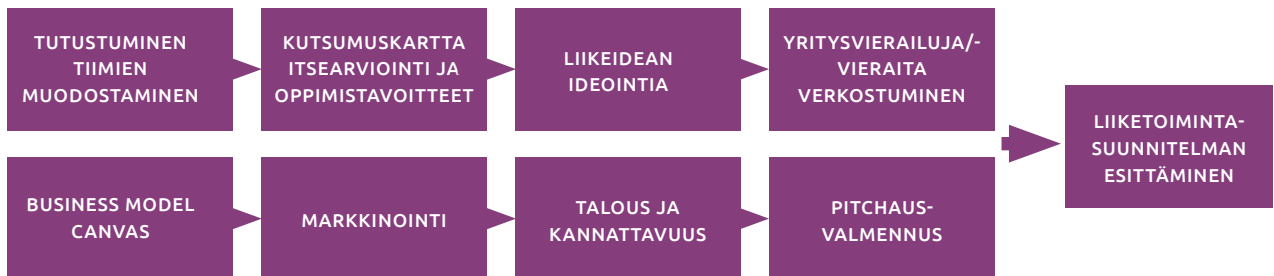 TUTUSTUMINEN
TIIMIEN
MUODOSTAMINEN
KUTSUMUSKARTTA
ITSEARVIOINTI JA
OPPIMISTAVOITTEET
LIIKEIDEAN
IDEOINTIA
YRITYSVIERAILUJA/-
VIERAITA
VERKOSTUMINEN
BUSINESS MODEL
CANVAS
MARKKINOINTI
TALOUS JA
KANNATTAVUUS
PITCHAUS-
VALMENNUS
LIIKETOIMINTA-
SUUNNITELMAN
ESITTÄMINEN